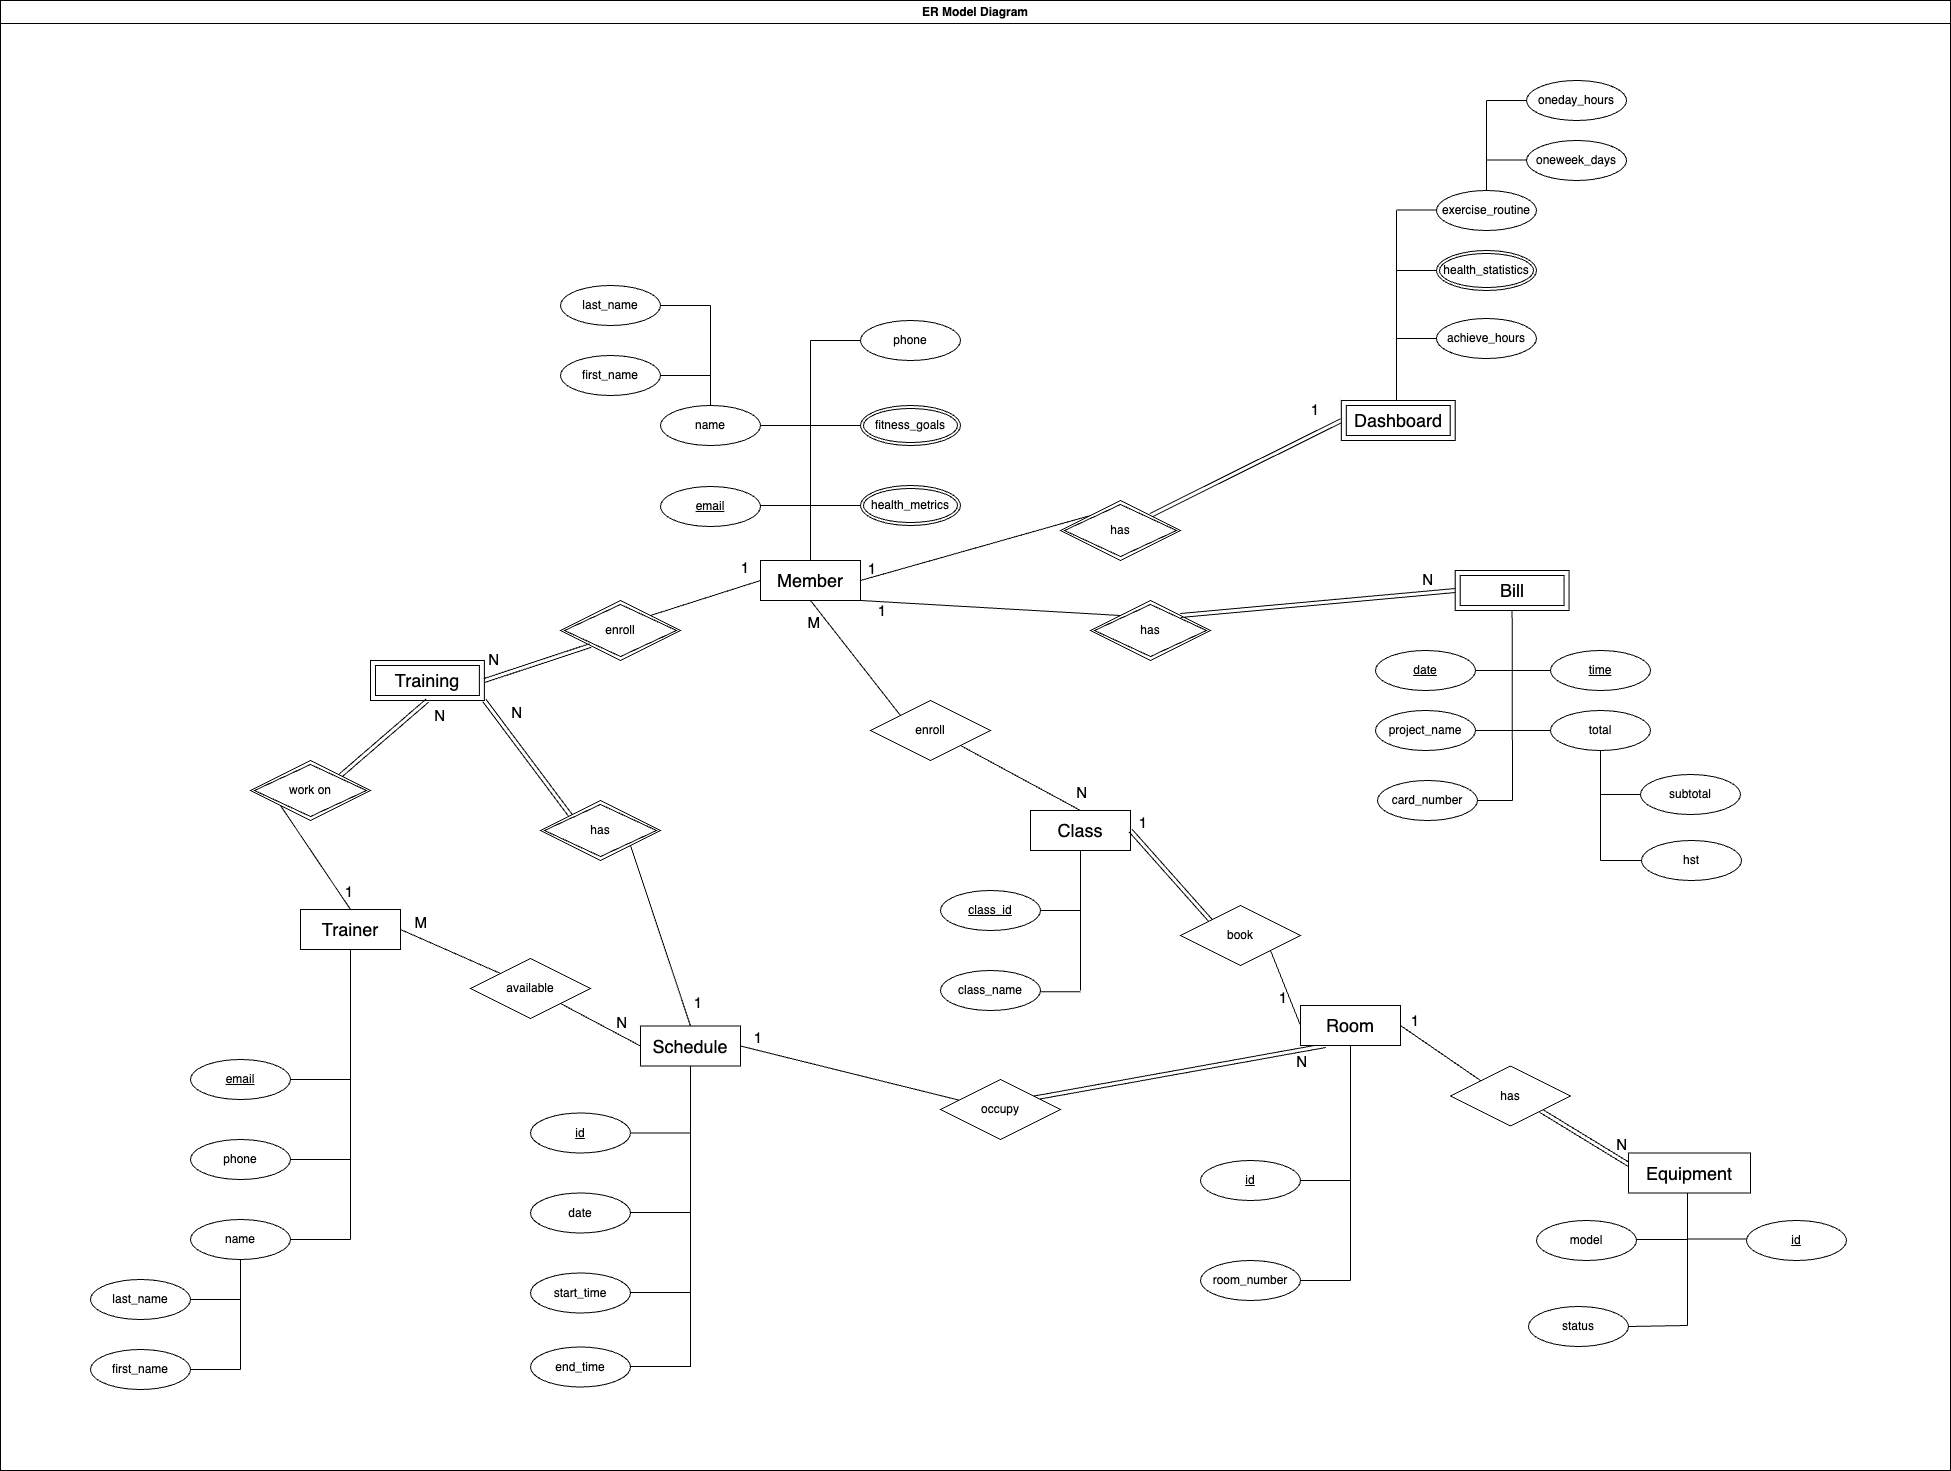 ER Model Diagram
oneday_hours
oneweek_days
exercise_routine
health_statistics
achieve_hours
last_name
phone
first_name
1
Dashboard
name
fitness_goals
email
health_metrics
has
1
Member
1
N
Bill
1
enroll
M
has
N
Training
date
time
N
N
enroll
project_name
total
work on
N
subtotal
card_number
has
Class
1
hst
1
class_id
Trainer
M
book
available
class_name
1
1
N
Schedule
1
Room
1
N
email
occupy
has
id
N
phone
id
Equipment
date
name
model
id
last_name
start_time
room_number
status
first_name
end_time